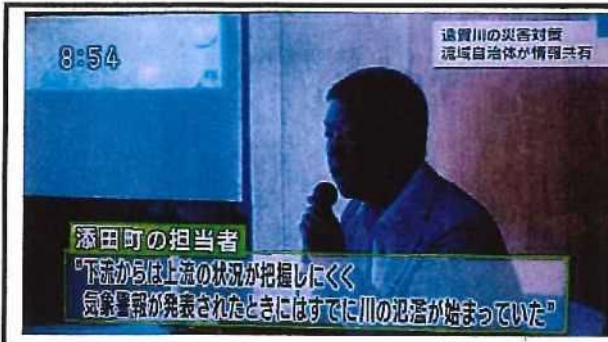 8:54
遠賀川の災害対策
流域自治体が情報共有
添田町の担当者
"下流からは上流の状況が把握しにくく
気象警報が発表されたときにはすでに川の氾濫が始まっていた"